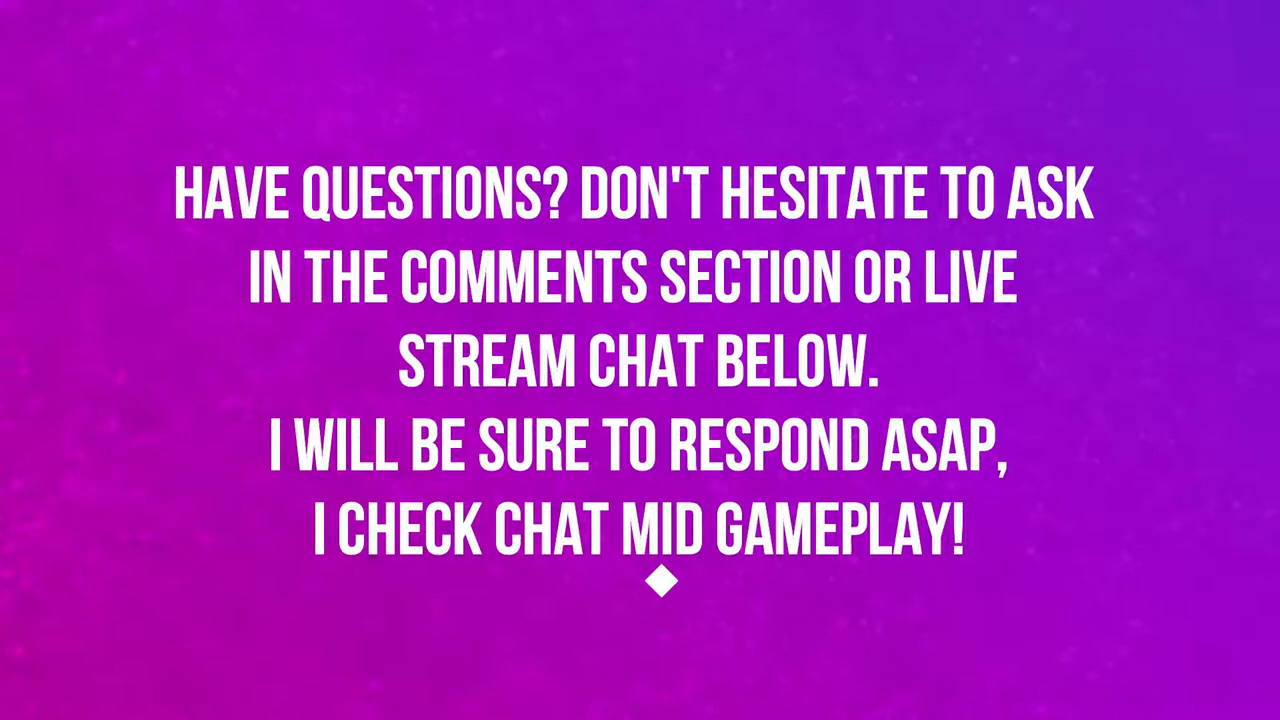 HAVE QUESTIONS? DON'T HESITATE TO ASK
IN THE COMMENTS SECTION OR LIVE
STREAM CHAT BELOW.
I WILL BE SURE TO RESPOND ASAP,
I CHECK CHAT MID GAMEPLAY!